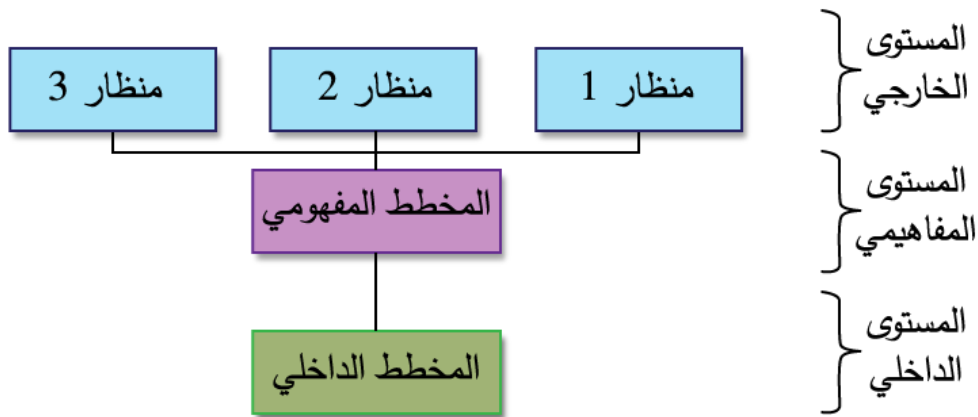 المستوى
الخارجي
منظار 1
منظار 2
منظار 3
المستوى
المفاهيمي
المخطط المفهومي
المستوى
الداخلي
المخطط الداخلي